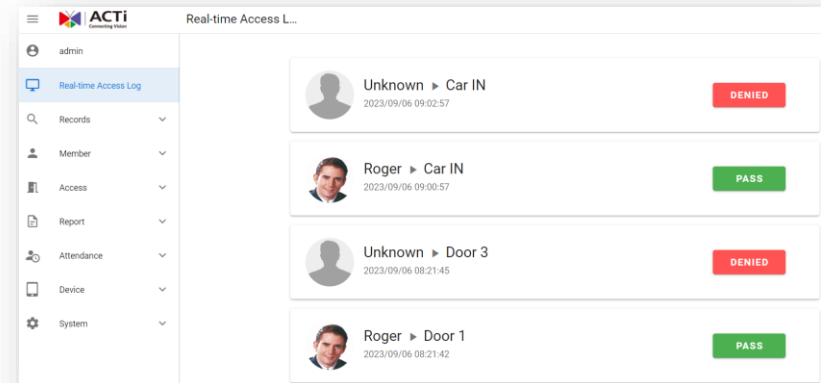 ACTi
Connecting Vision
Real-time Access L...
admin
Real-time Access Log
Records
Member
Access
Report
Attendance
Device
System
Unknown ▶ Car IN
2023/09/06 09:02:57
DENIED
Roger ▶ Car IN
2023/09/06 09:00:57
PASS
Unknown ▶ Door 3
2023/09/06 08:21:45
DENIED
Roger ▶ Door 1
2023/09/06 08:21:42
PASS